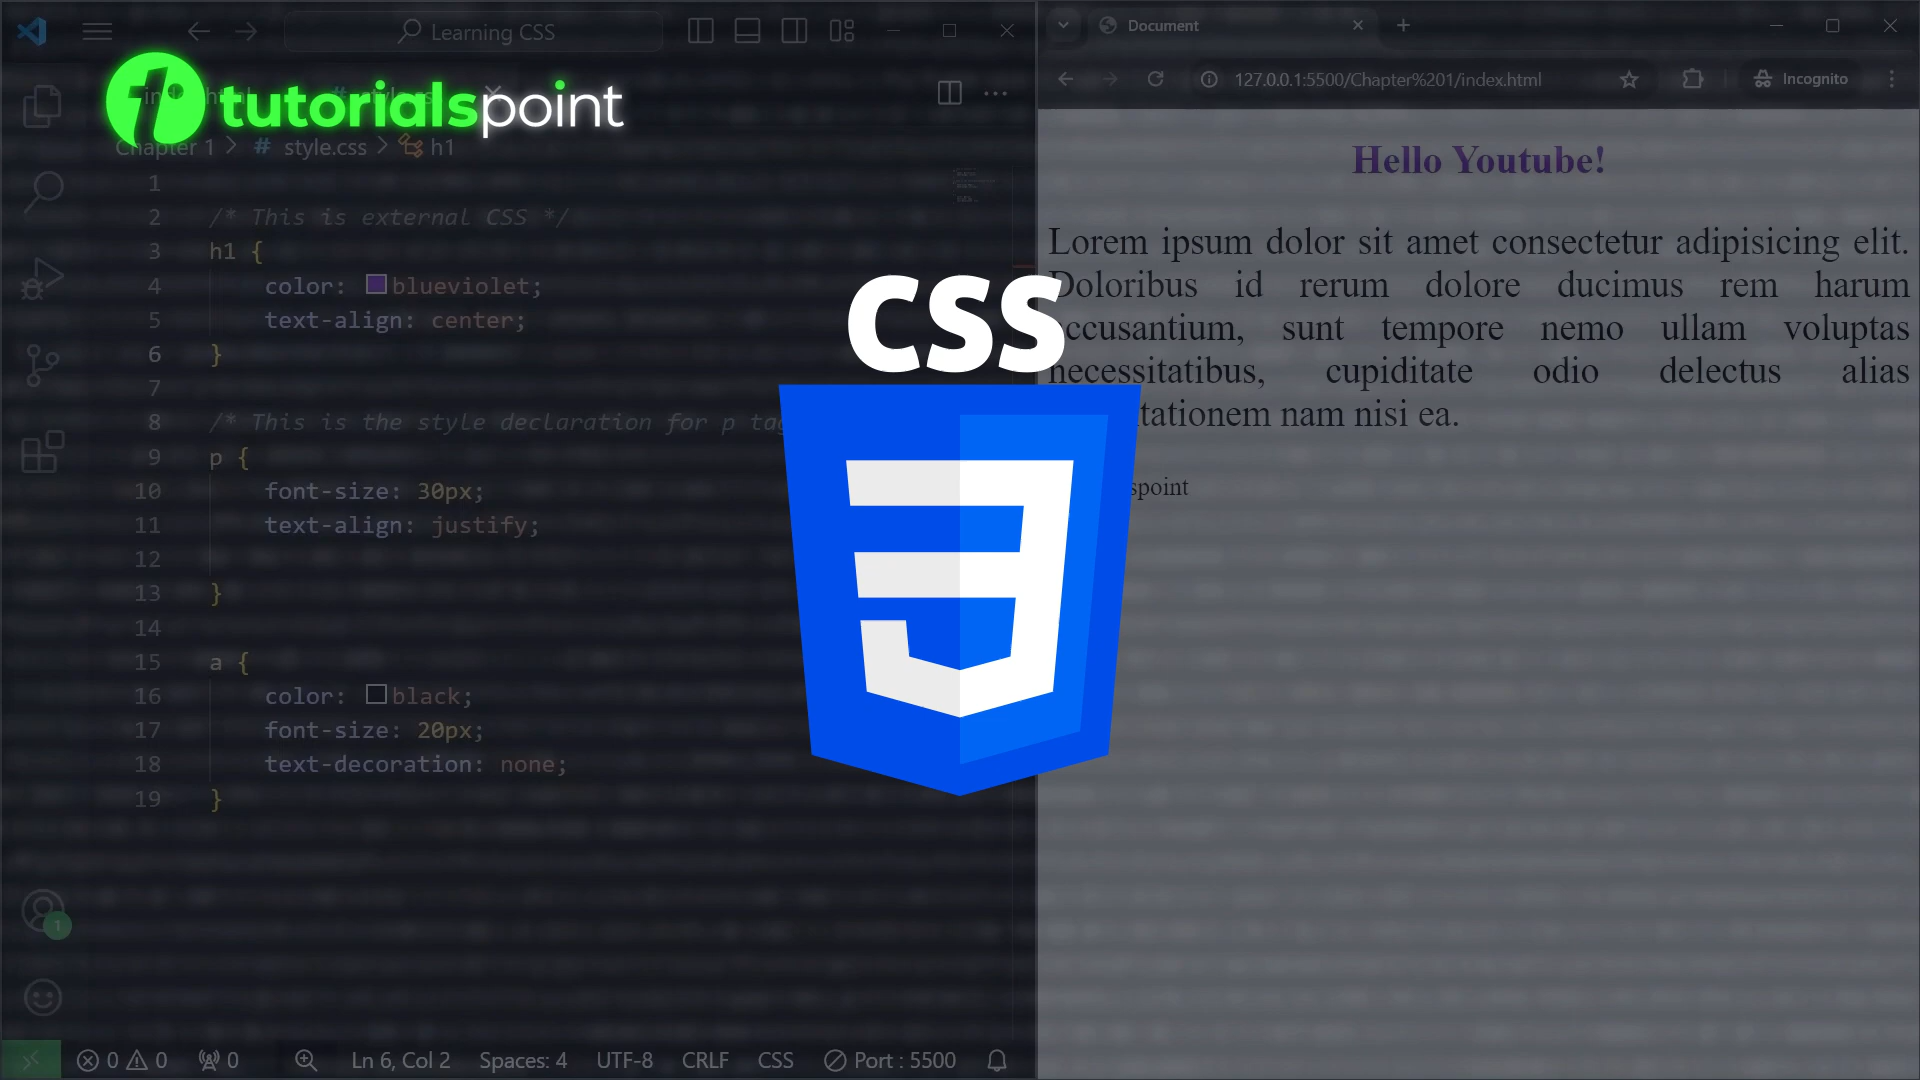 Learning CSS
tutorialspoint
Chapter 1 > # style.css > h1
1
2 /* This is external CSS */
3 h1 {
4 color: blueviolet;
5 text-align: center;
6 }
7
8 /* This is the style declaration for p tag
9 p {
10 font-size: 30px;
11 text-align: justify;
12
13 }
14
15 a {
16 color: black;
17 font-size: 20px;
18 text-decoration: none;
19 }
1
0 0 0 Ln 6, Col 2 Spaces: 4 UTF-8 CRLF CSS Port : 5500
CSS
3
Document
127.0.0.1:5500/Chapter%201/index.html
Incognito
Hello Youtube!
Lorem ipsum dolor sit amet consectetur adipisicing elit.
Doloribus id rerum dolore ducimus rem harum
ccusantium, sunt tempore nemo ullam voluptas
necessitatibus, cupiditate odio delectus alias
tationem nam nisi ea.
spoint